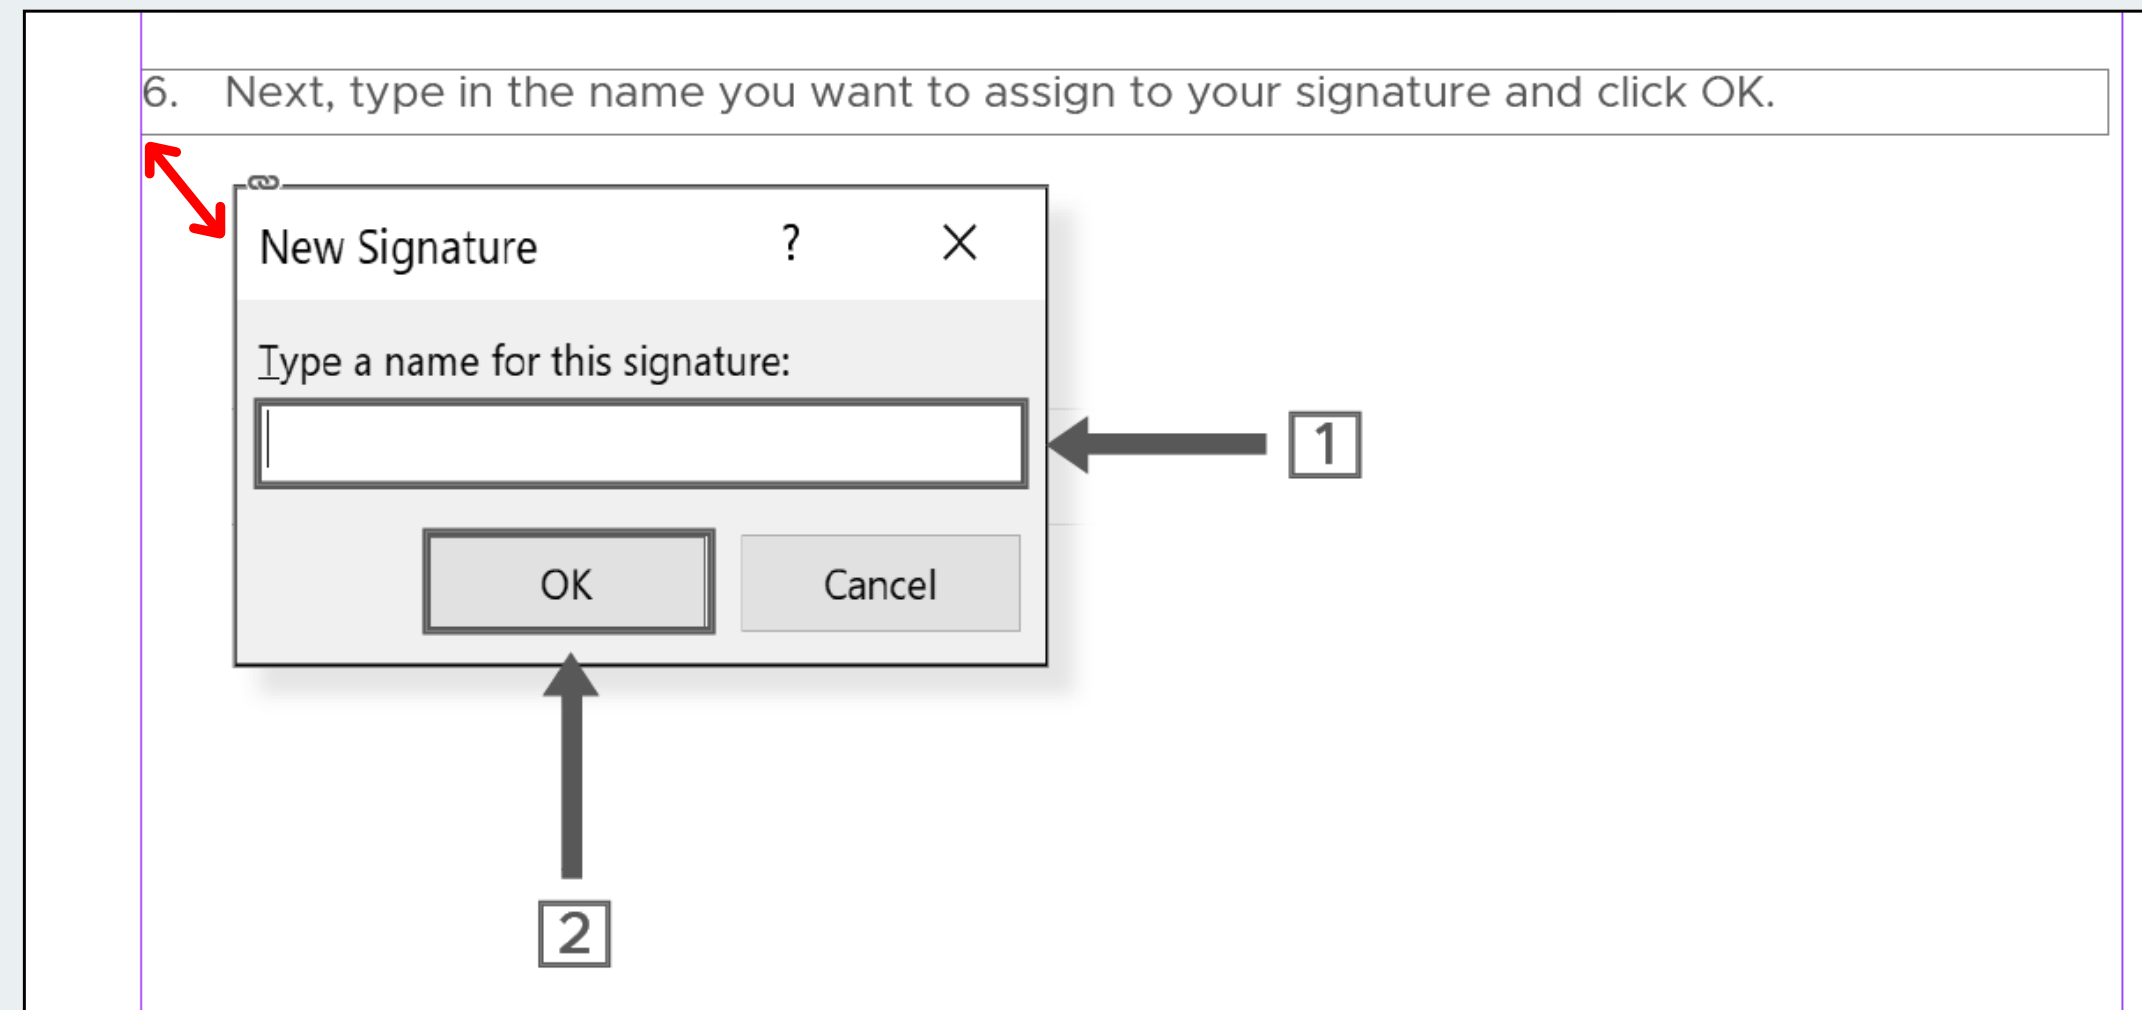 6. Next, type in the name you want to assign to your signature and click OK.
New Signature ? X
Type a name for this signature:
1
OK Cancel
2